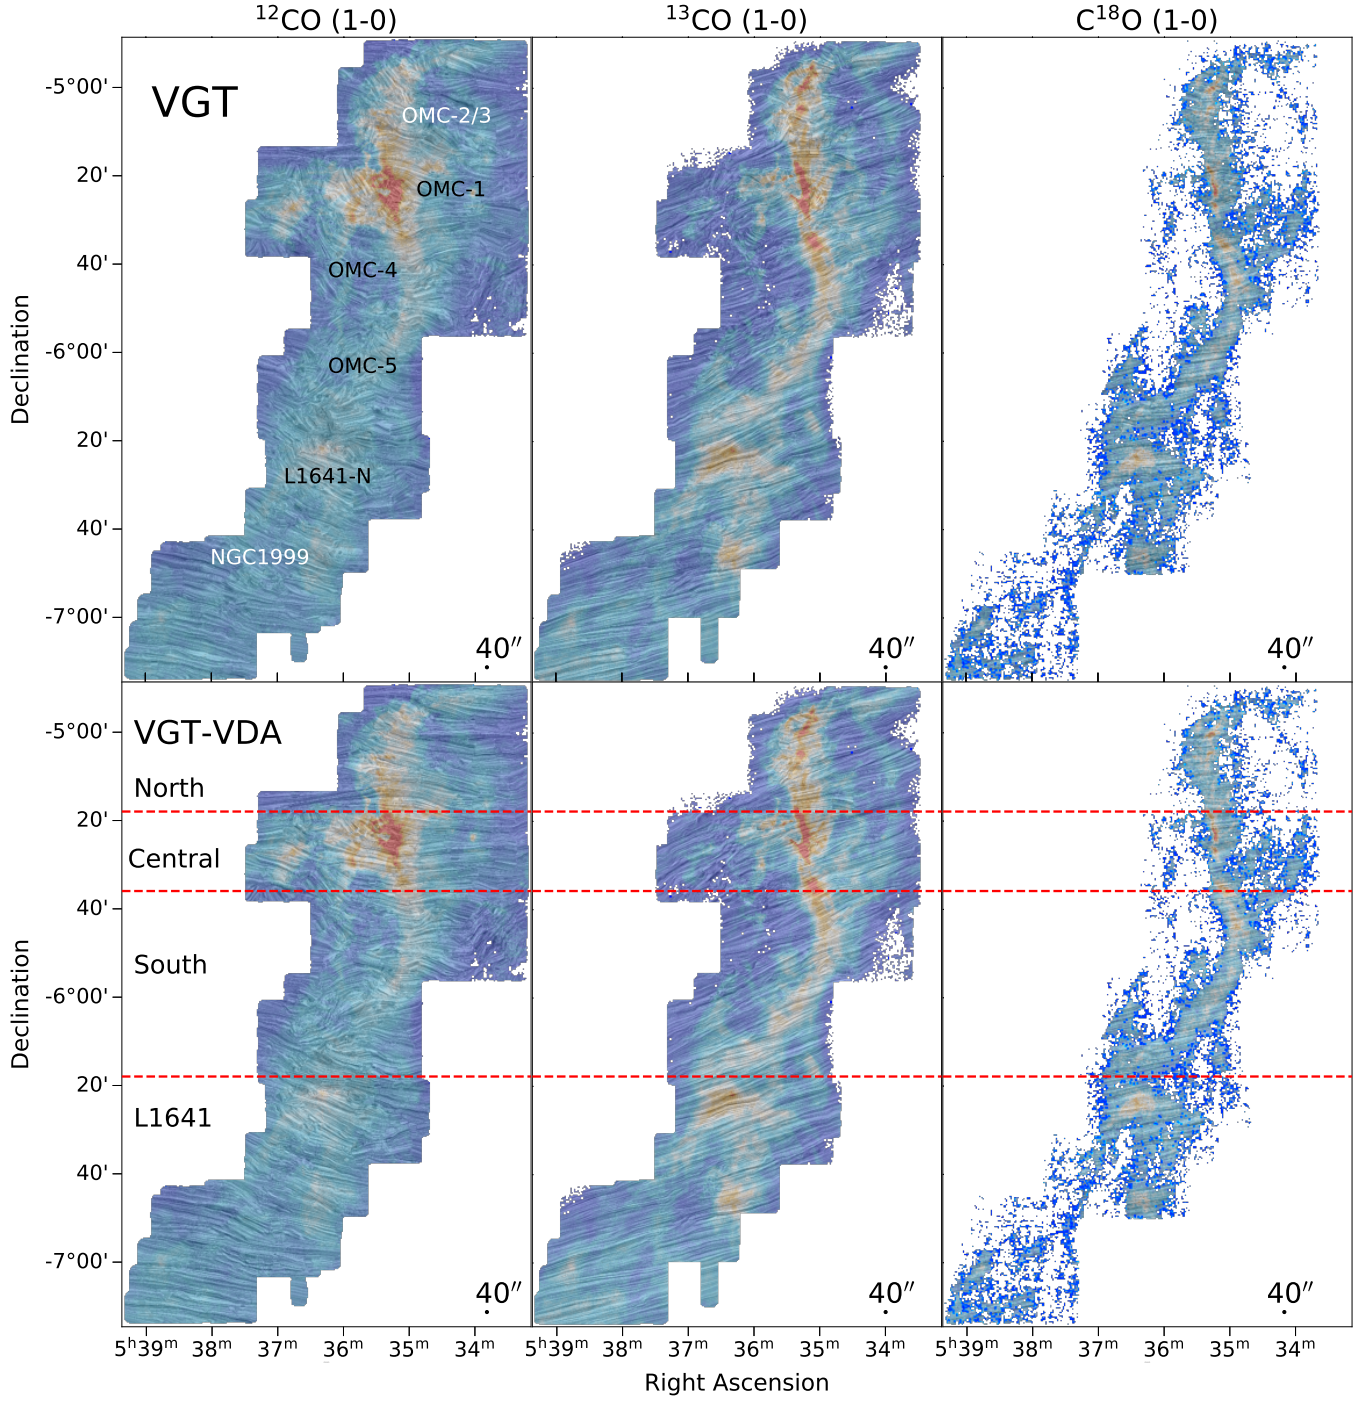 ¹²CO (1-0) ¹³CO (1-0) C¹⁸O (1-0)
-5°00'
VGT
OMC-2/3
20'
OMC-1
40'
OMC-4
-6°00'
OMC-5
20'
L1641-N
40'
NGC1999
-7°00'
40″ 40″ 40″
Declination
VGT-VDA
-5°00'
North
20'
Central
40'
South
-6°00'
20'
L1641
40'
-7°00'
40″ 40″ 40″
Declination
5ʰ39ᵐ 38ᵐ 37ᵐ 36ᵐ 35ᵐ 34ᵐ 5ʰ39ᵐ 38ᵐ 37ᵐ 36ᵐ 35ᵐ 34ᵐ 5ʰ39ᵐ 38ᵐ 37ᵐ 36ᵐ 35ᵐ 34ᵐ
Right Ascension